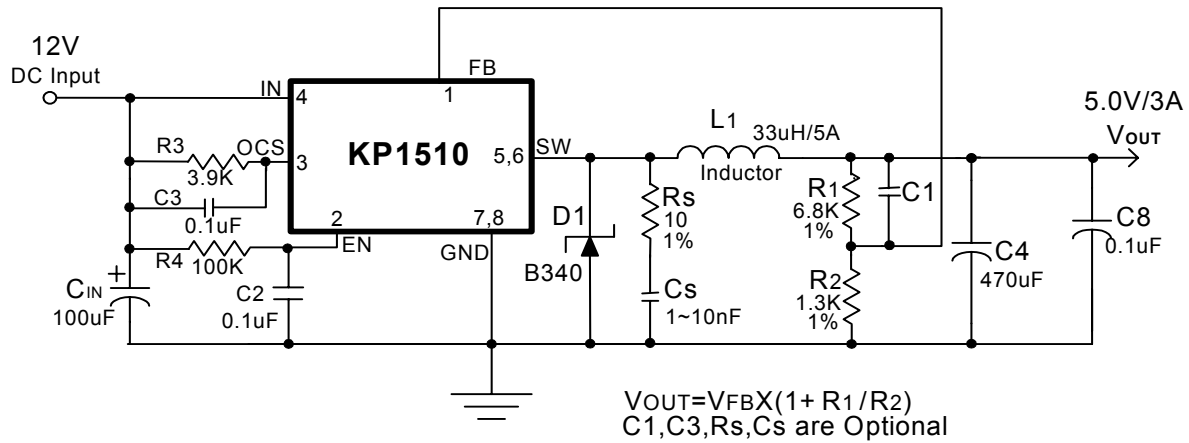 12V
DC Input
IN
4
FB
1
R3
3.9K
OCS
3
KP1510
5,6
SW
L1
33uH/5A
Inductor
5.0V/3A
VOUT
C3
0.1uF
2
EN
7,8
GND
R4
100K
CIN
+
100uF
C2
0.1uF
D1
B340
Rs
10
1%
Cs
1~10nF
R1
6.8K
1%
C1
R2
1.3K
1%
C4
470uF
C8
0.1uF
VOUT=VFBX(1+ R1/R2)
C1,C3,Rs,Cs are Optional